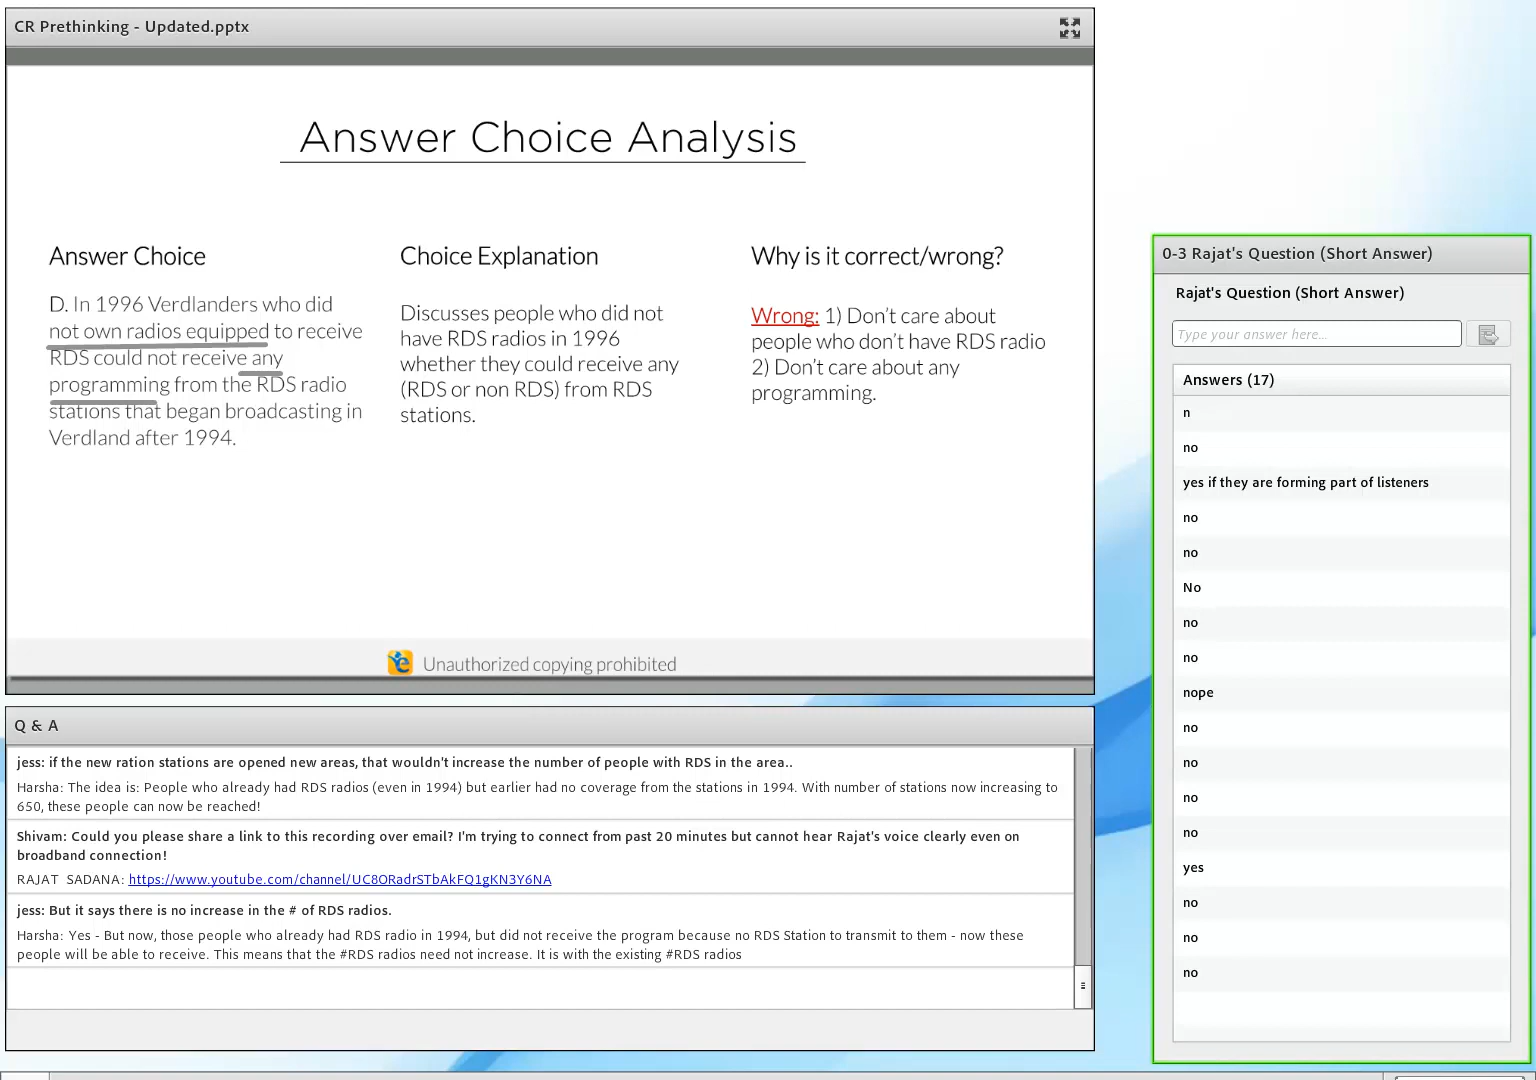 CR Prethinking - Updated.pptx
Answer Choice Analysis
Answer Choice
D. In 1996 Verdlanders who did
not own radios equipped to receive
RDS could not receive any
programming from the RDS radio
stations that began broadcasting in
Verdland after 1994.
Choice Explanation
Discusses people who did not
have RDS radios in 1996
whether they could receive any
(RDS or non RDS) from RDS
stations.
Why is it correct/wrong?
Wrong: 1) Don't care about
people who don't have RDS radio
2) Don't care about any
programming.
Unauthorized copying prohibited
Q & A
jess: if the new ration stations are opened new areas, that wouldn't increase the number of people with RDS in the area..
Harsha: The idea is: People who already had RDS radios (even in 1994) but earlier had no coverage from the stations in 1994. With number of stations now increasing to
650, these people can now be reached!
Shivam: Could you please share a link to this recording over email? I'm trying to connect from past 20 minutes but cannot hear Rajat's voice clearly even on
broadband connection!
RAJAT SADANA: https://www.youtube.com/channel/UC8ORadrSTbAkFQ1gKN3Y6NA
jess: But it says there is no increase in the # of RDS radios.
Harsha: Yes - But now, those people who already had RDS radio in 1994, but did not receive the program because no RDS Station to transmit to them - now these
people will be able to receive. This means that the #RDS radios need not increase. It is with the existing #RDS radios
0-3 Rajat's Question (Short Answer)
Rajat's Question (Short Answer)
Type your answer here...
Answers (17)
n
no
yes if they are forming part of listeners
no
no
No
no
no
nope
no
no
no
no
yes
no
no
no